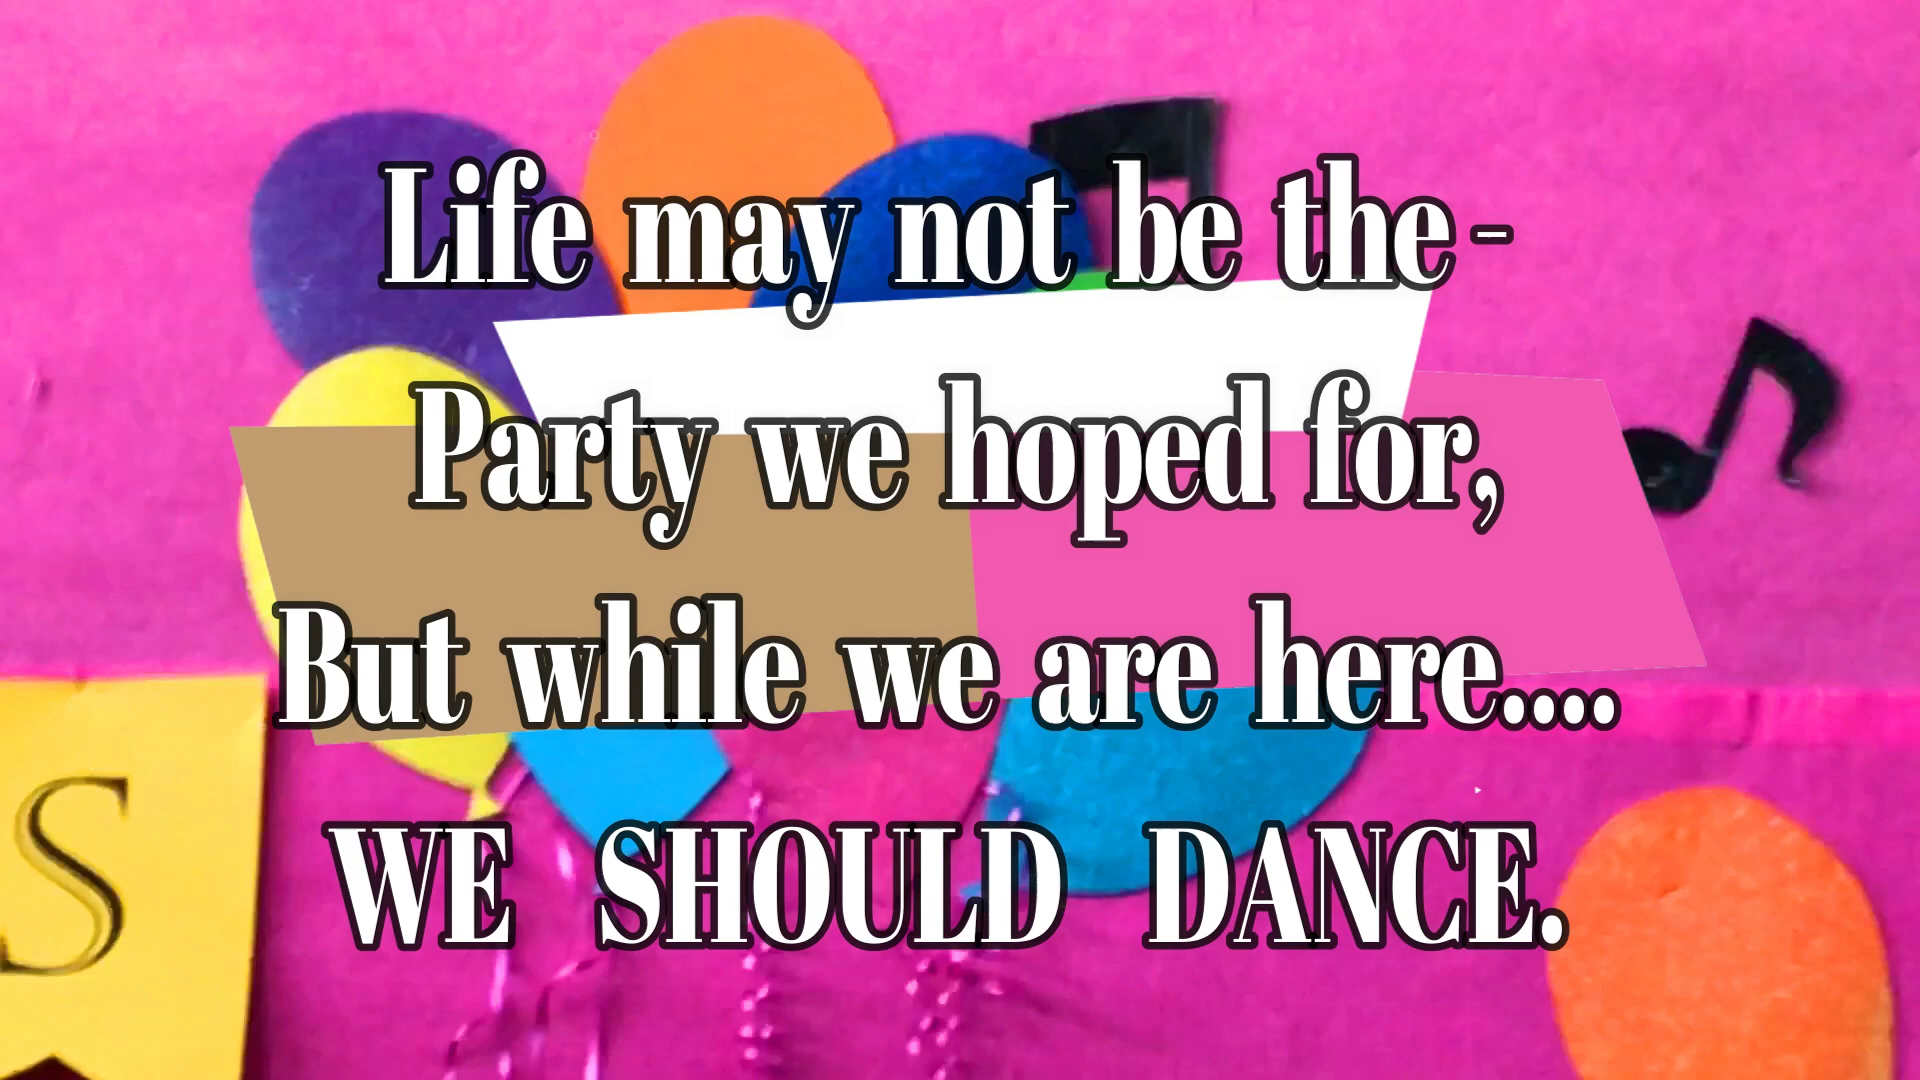 Life may not be the -
Party we hoped for,
But while we are here....
WE SHOULD DANCE.
S